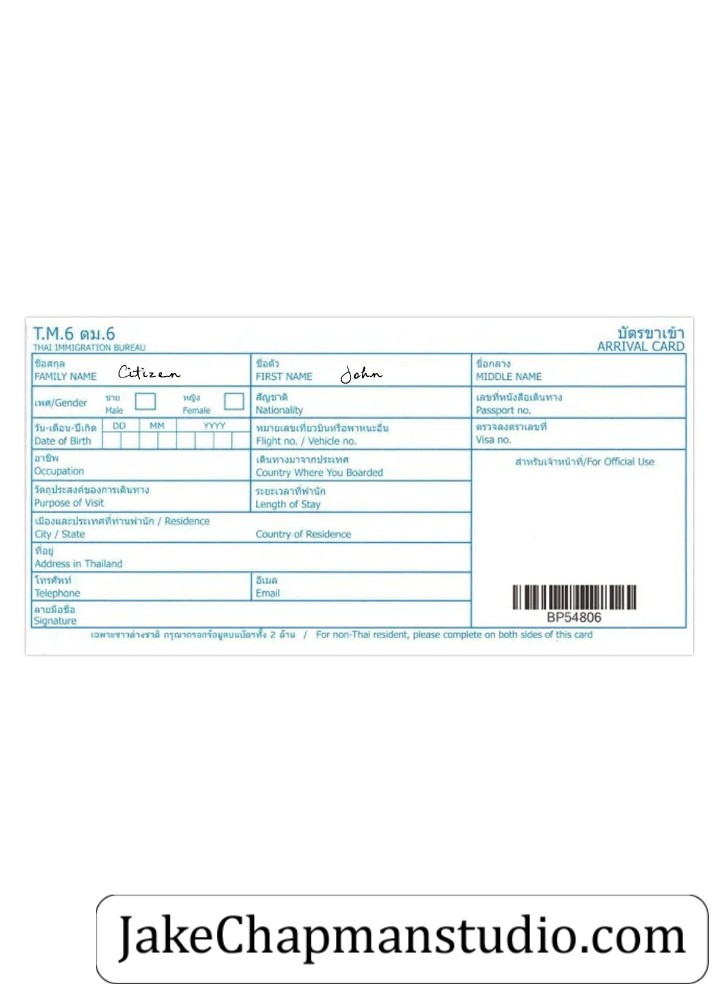 T.M.6 ตม.6
THAI IMMIGRATION BUREAU
บัตรขาเข้า
ARRIVAL CARD
ชื่อสกุล
FAMILY NAME Citizen
ชื่อตัว
FIRST NAME John
ชื่อกลาง
MIDDLE NAME
เพศ/Gender
ชาย
Male
หญิง
Female
สัญชาติ
Nationality
เลขที่หนังสือเดินทาง
Passport no.
วัน-เดือน-ปีเกิด
Date of Birth
DD MM YYYY
หมายเลขเที่ยวบินหรือพาหนะอื่น
Flight no. / Vehicle no.
ตรวจลงตราเลขที่
Visa no.
อาชีพ
Occupation
เดินทางมาจากประเทศ
Country Where You Boarded
สำหรับเจ้าหน้าที่/For Official Use
วัตถุประสงค์ของการเดินทาง
Purpose of Visit
ระยะเวลาที่พำนัก
Length of Stay
เมืองและประเทศที่ท่านพำนัก / Residence
City / State
Country of Residence
ที่อยู่
Address in Thailand
โทรศัพท์
Telephone
อีเมล
Email
ลายมือชื่อ
Signature
BP54806
เฉพาะชาวต่างชาติ กรุณากรอกข้อมูลบนบัตรทั้ง 2 ด้าน / For non-Thai resident, please complete on both sides of this card
JakeChapmanstudio.com